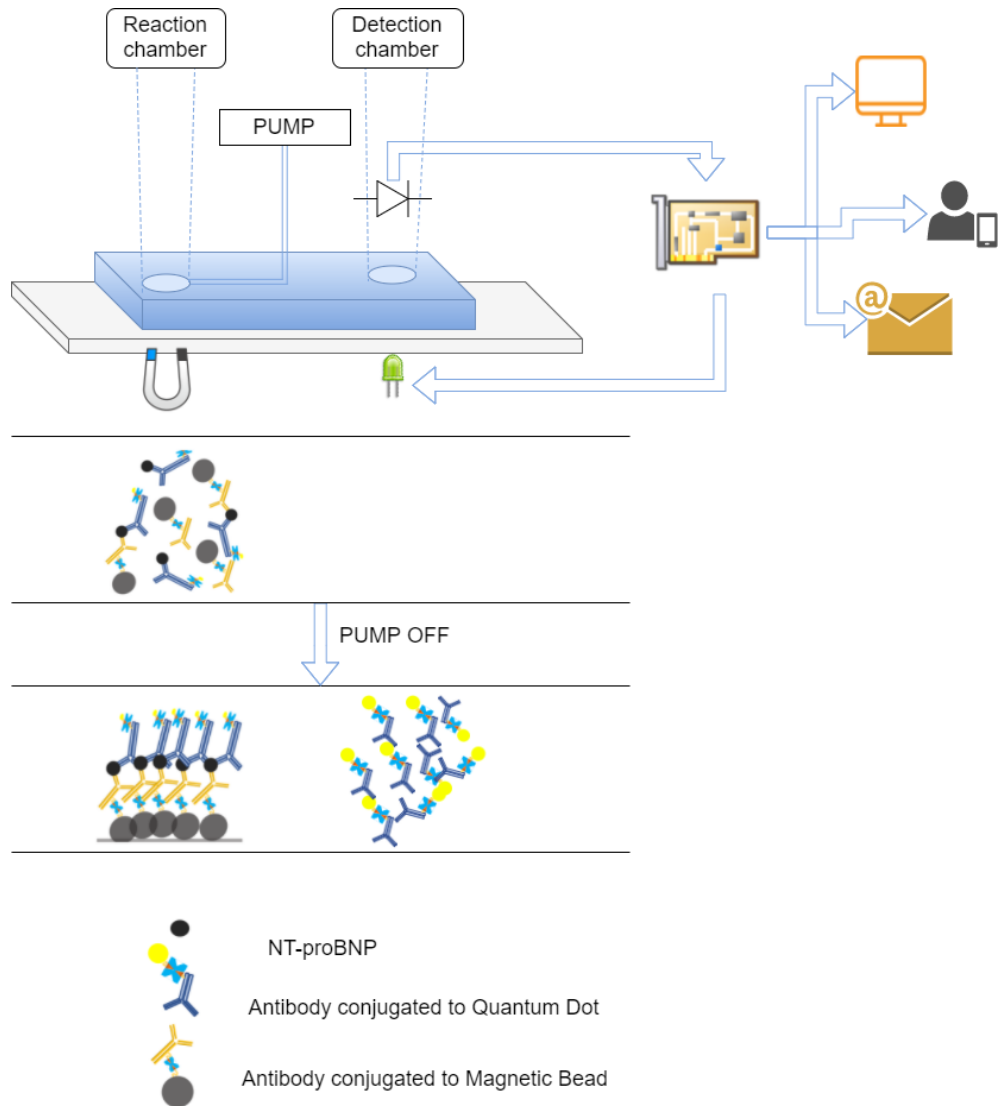 Reaction
chamber
Detection
chamber
PUMP
@
PUMP OFF
NT-proBNP
Antibody conjugated to Quantum Dot
Antibody conjugated to Magnetic Bead